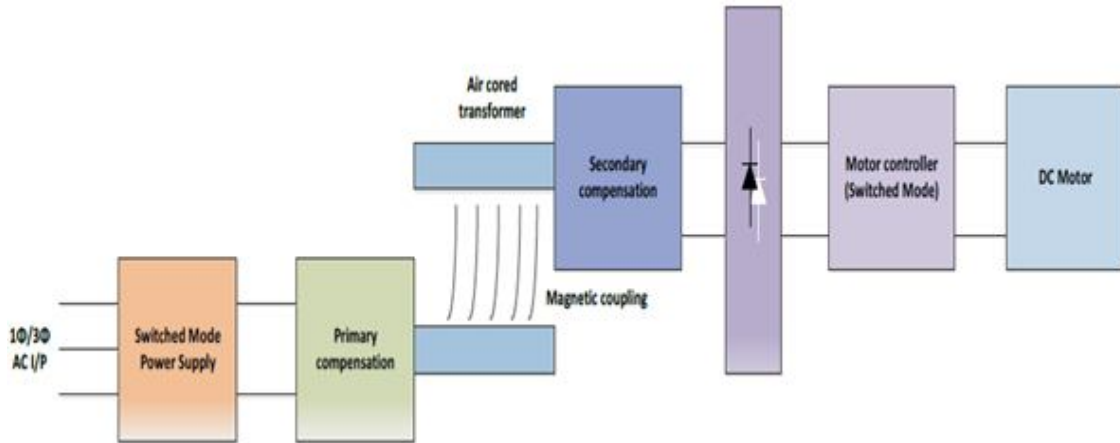 Air cored
transformer
Secondary
compensation
Motor controller
(Switched Mode)
DC Motor
Magnetic coupling
1Φ/3Φ
AC I/P
Switched Mode
Power Supply
Primary
compensation